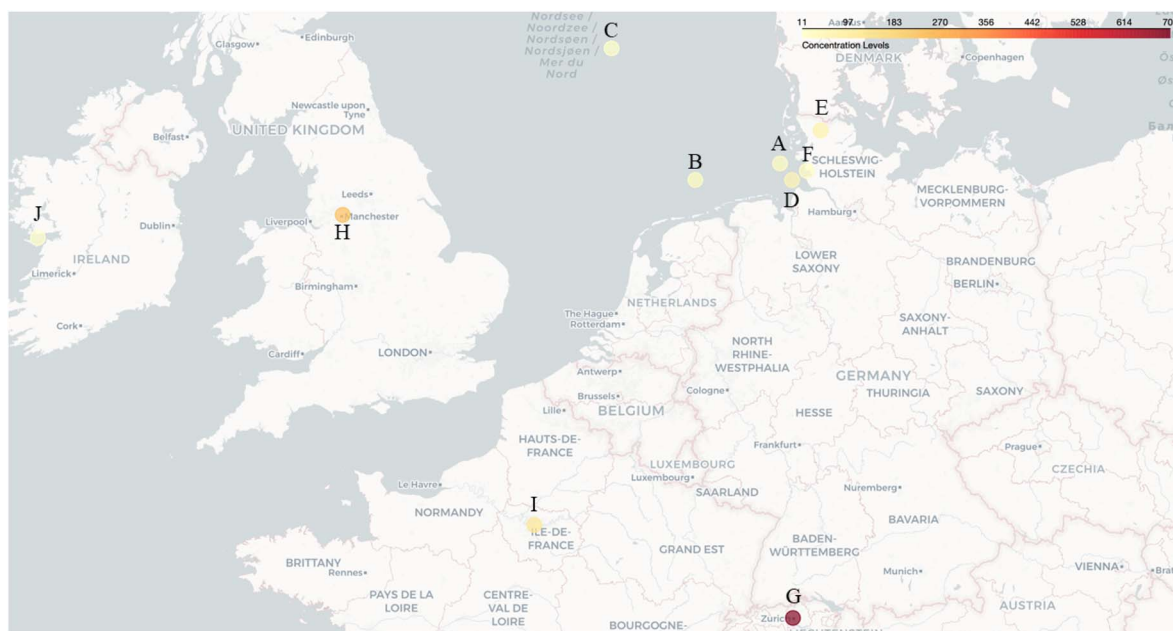 Nordsee /
Noordzee /
Nordsøen /
Nordsjøen /
Mer du
Nord
C
11 97 183 270 356 442 528 614 70
Concentration Levels
DENMARK
Copenhagen
Glasgow
Edinburgh
Newcastle upon
Tyne
UNITED KINGDOM
Belfast
E
A
F
SCHLESWIG-
HOLSTEIN
B
D
MECKLENBURG-
VORPOMMERN
Hamburg
Leeds
J
Dublin
Liverpool
Manchester
H
IRELAND
Limerick
LOWER
SAXONY
BRANDENBURG
BERLIN
Birmingham
NETHERLANDS
The Hague
Rotterdam
SAXONY-
ANHALT
Cork
NORTH
RHINE-
WESTPHALIA
Cardiff
LONDON
Antwerp
Brussels
Cologne
GERMANY
THURINGIA
SAXONY
Lille
BELGIUM
HESSE
HAUTS-DE-
FRANCE
Frankfurt
Prague
LUXEMBOURG
Luxembourg
CZECHIA
Le Havre
SAARLAND
Nuremberg
NORMANDY
I
ÎLE-DE-
FRANCE
GRAND EST
BADEN-
WÜRTTEMBERG
BAVARIA
BRITTANY
Rennes
Munich
VIENNA
PAYS DE LA
LOIRE
CENTRE-
VAL DE
LOIRE
G
Zürich
AUSTRIA
BOURGOGNE-